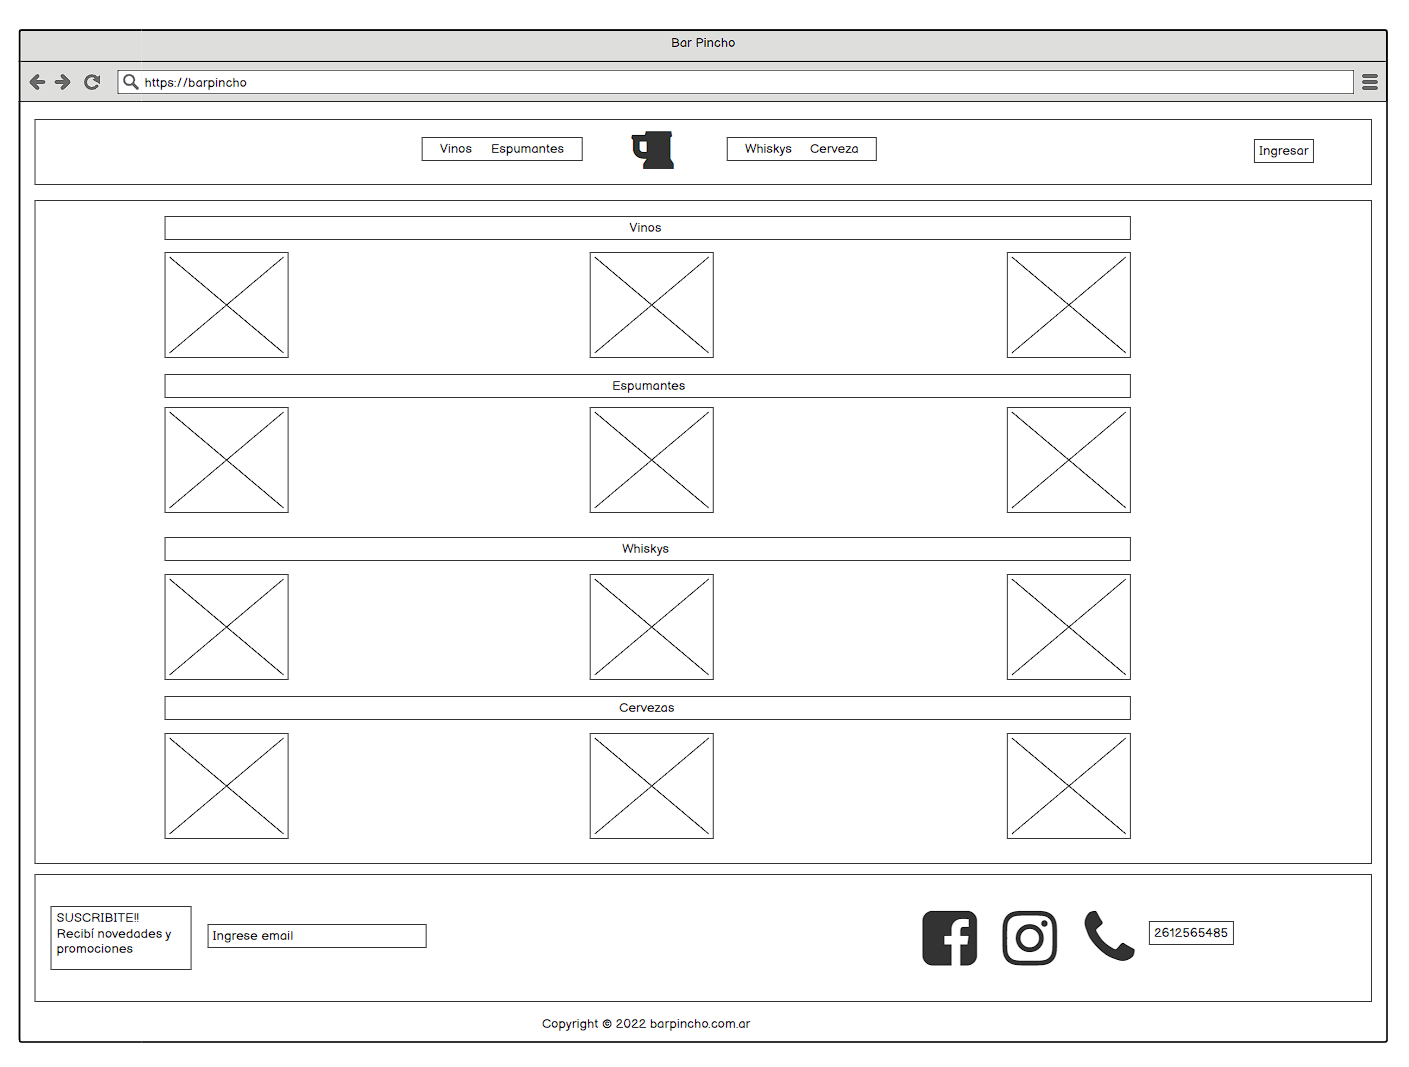 Bar Pincho
https://barpincho
Vinos Espumantes
Whiskys Cerveza
Ingresar
Vinos
Espumantes
Whiskys
Cervezas
SUSCRIBITE!!
Recibí novedades y
promociones
Ingrese email
2612565485
Copyright © 2022 barpincho.com.ar